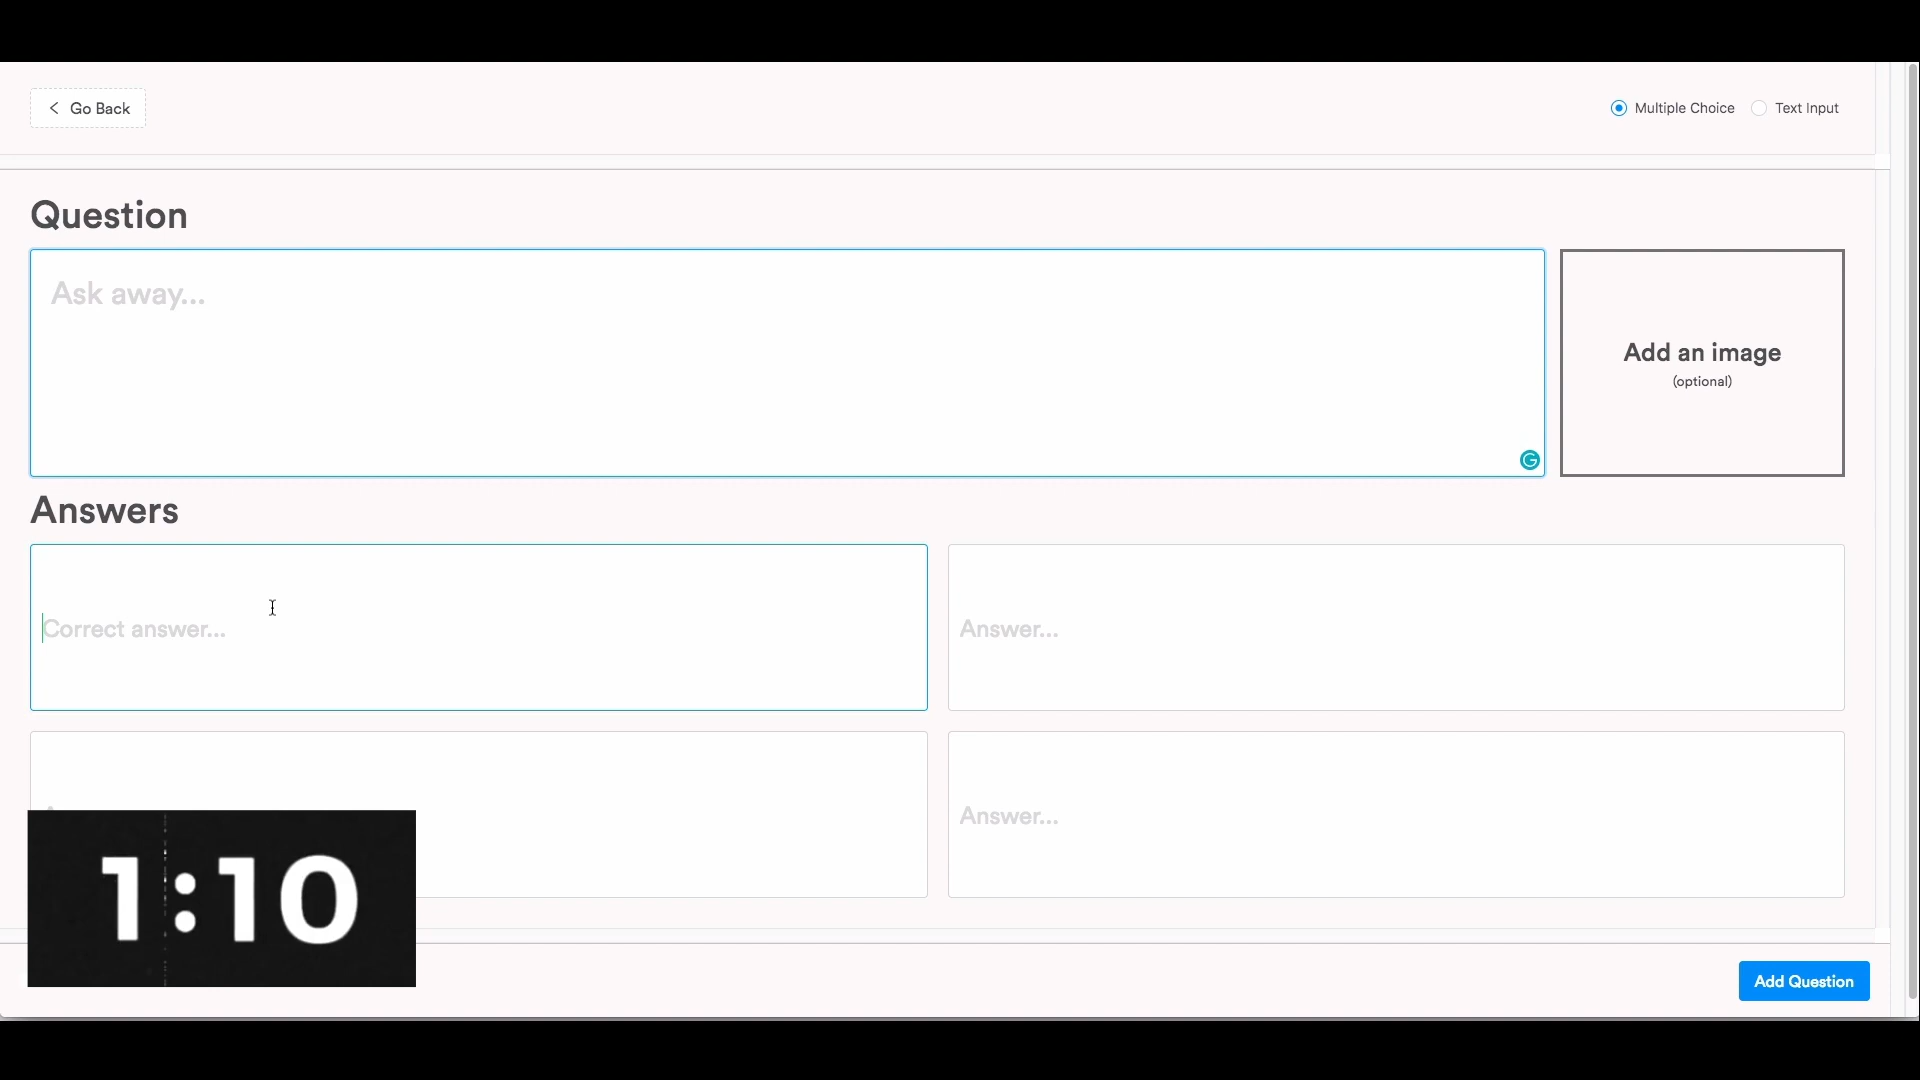 Go Back
Multiple Choice
Text Input
Question
Ask away...
Add an image
(optional)
Answers
Correct answer...
Answer...
Answer...
1:10
Add Question